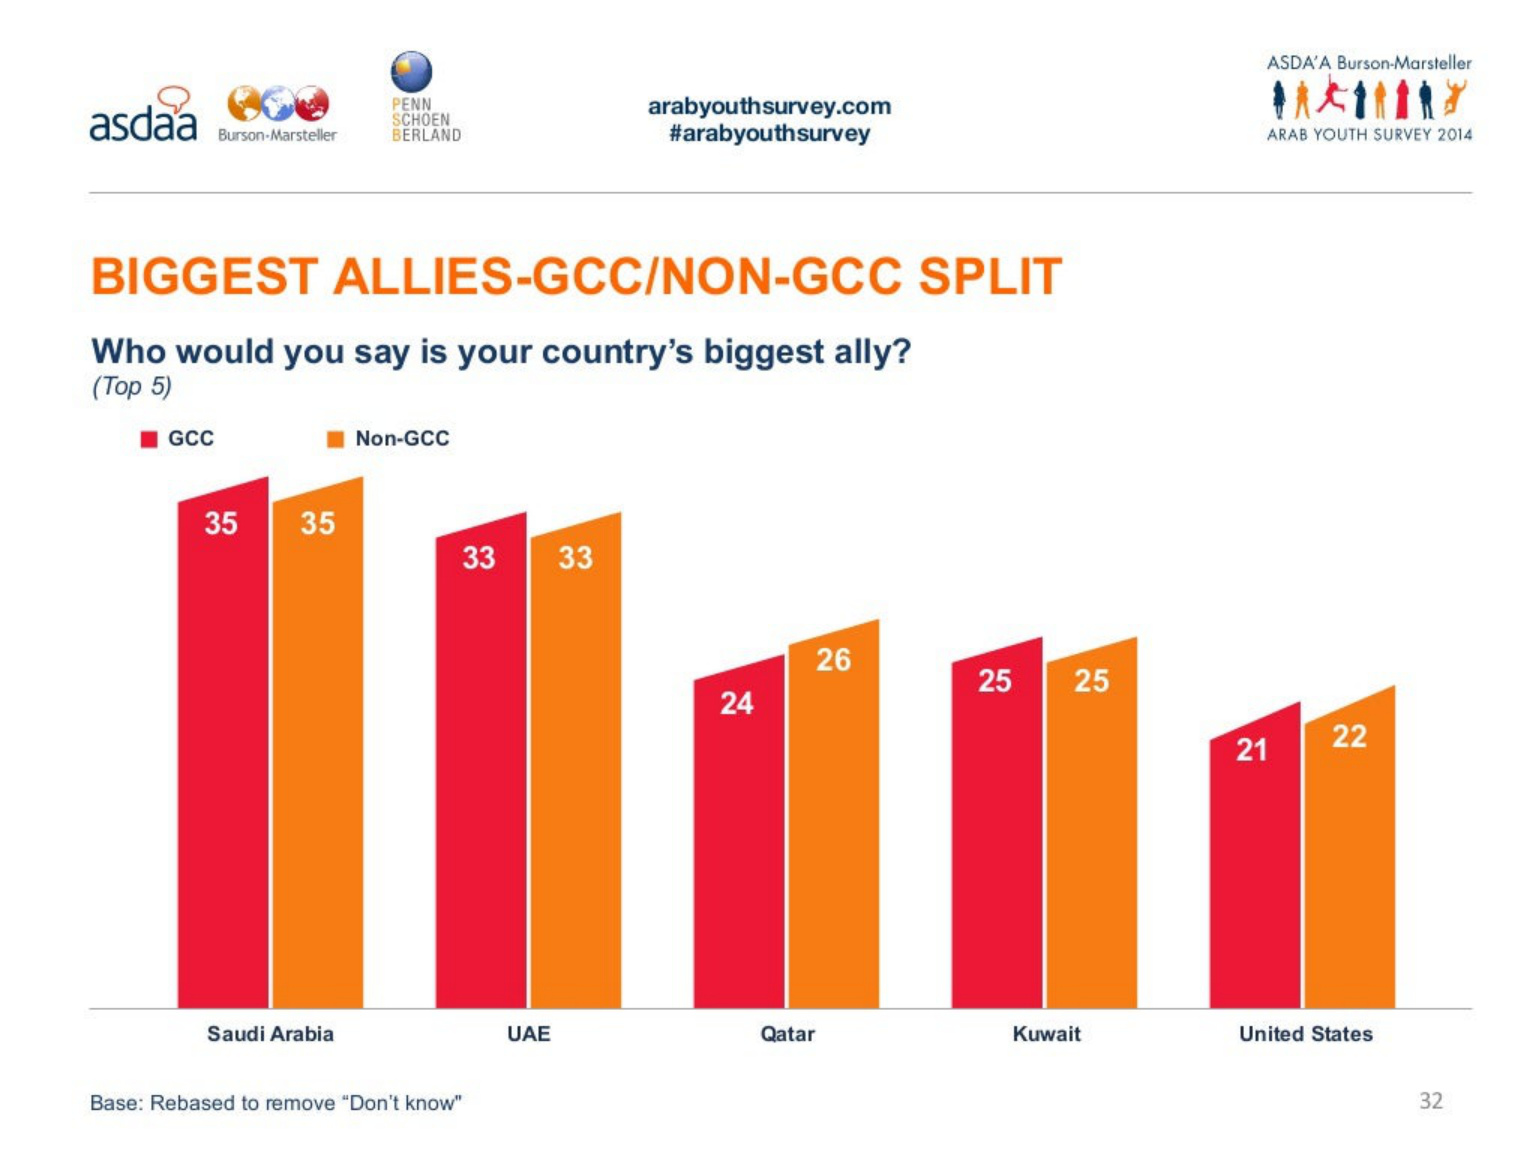 asdaa
Burson-Marsteller
PENN
SCHOEN
BERLAND
arabyouthsurvey.com
#arabyouthsurvey
ASDA'A Burson-Marsteller
ARAB YOUTH SURVEY 2014
BIGGEST ALLIES-GCC/NON-GCC SPLIT
Who would you say is your country's biggest ally?
(Top 5)
GCC Non-GCC
35 35
33 33
24 26
25 25
21 22
Saudi Arabia UAE Qatar Kuwait United States
Base: Rebased to remove “Don't know"
32